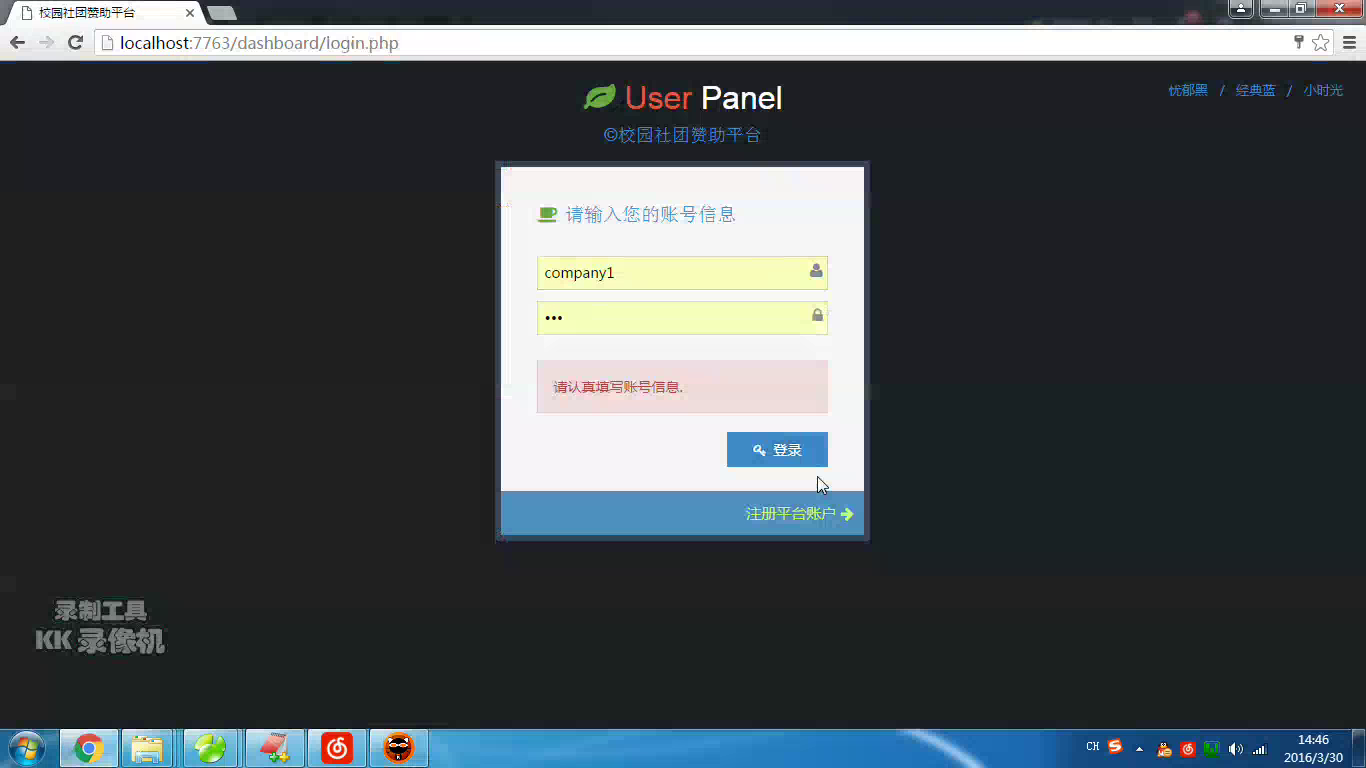 校园社团赞助平台
localhost:7763/dashboard/login.php
User Panel
©校园社团赞助平台
忧郁黑 / 经典蓝 / 小时光
请输入您的账号信息
company1
•••
请认真填写账号信息.
登录
注册平台账户
录制工具
KK 录像机
CH
14:46
2016/3/30